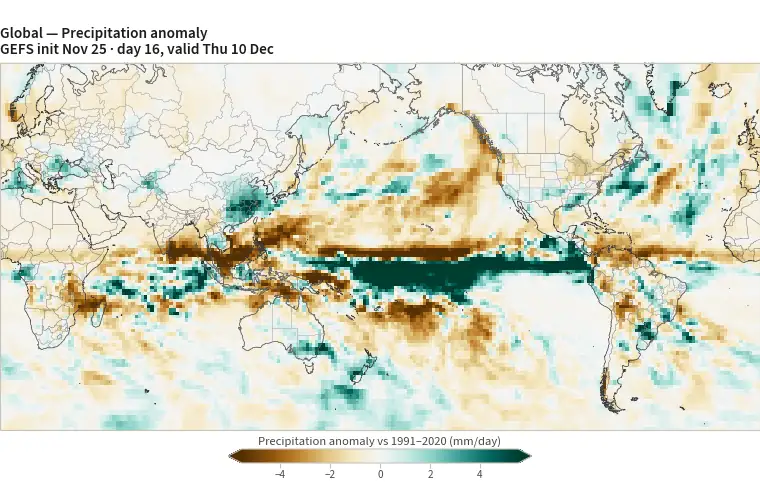 Global — Precipitation anomaly
GEFS init Nov 25 · day 16, valid Thu 10 Dec
Precipitation anomaly vs 1991–2020 (mm/day)
−4 −2 0 2 4